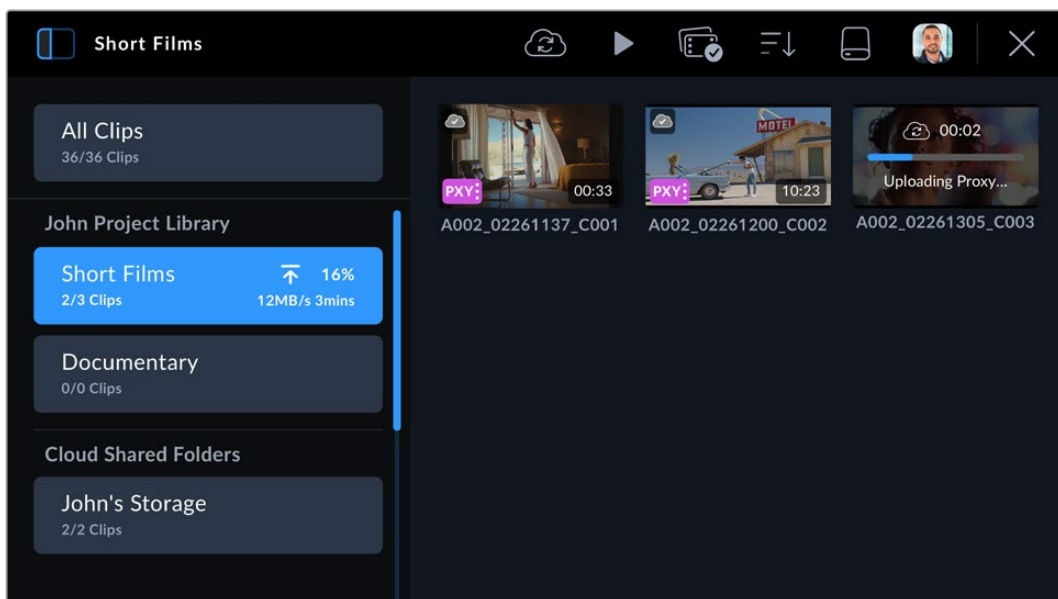 Short Films
All Clips
36/36 Clips
John Project Library
Short Films 16%
2/3 Clips 12MB/s 3mins
Documentary
0/0 Clips
Cloud Shared Folders
John's Storage
2/2 Clips
PXY 00:33
A002_02261137_C001
MOTEL
PXY 10:23
A002_02261200_C002
00:02
Uploading Proxy...
A002_02261305_C003